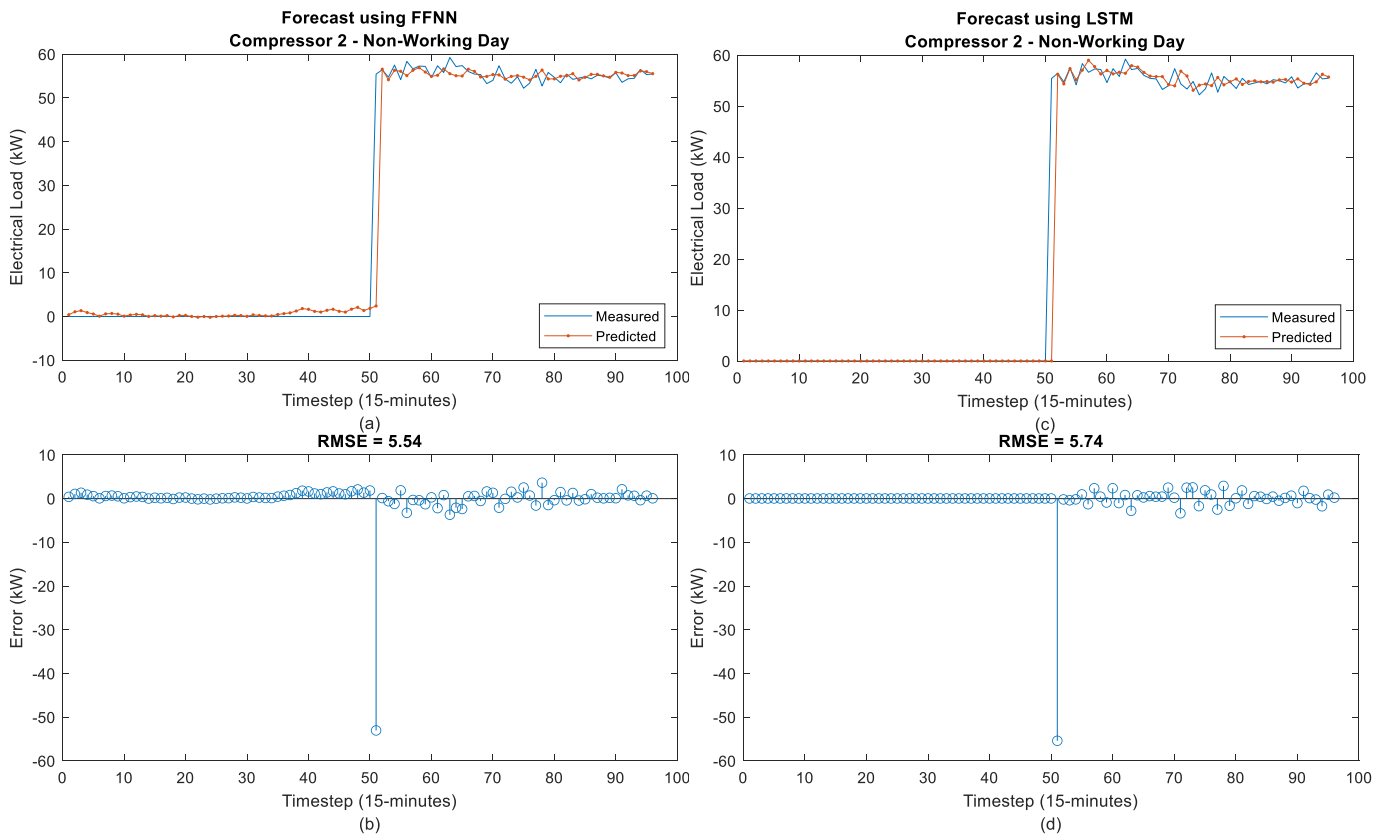 Forecast using FFNN
Compressor 2 - Non-Working Day
60
50
40
30
20
10
0
-10
Electrical Load (kW)
Measured
Predicted
0 10 20 30 40 50 60 70 80 90 100
Timestep (15-minutes)
(a)
Forecast using LSTM
Compressor 2 - Non-Working Day
60
50
40
30
20
10
0
Electrical Load (kW)
Measured
Predicted
0 10 20 30 40 50 60 70 80 90 100
Timestep (15-minutes)
(c)
RMSE = 5.54
10
0
-10
-20
-30
-40
-50
-60
Error (kW)
0 10 20 30 40 50 60 70 80 90 100
Timestep (15-minutes)
(b)
RMSE = 5.74
10
0
-10
-20
-30
-40
-50
-60
Error (kW)
0 10 20 30 40 50 60 70 80 90 100
Timestep (15-minutes)
(d)